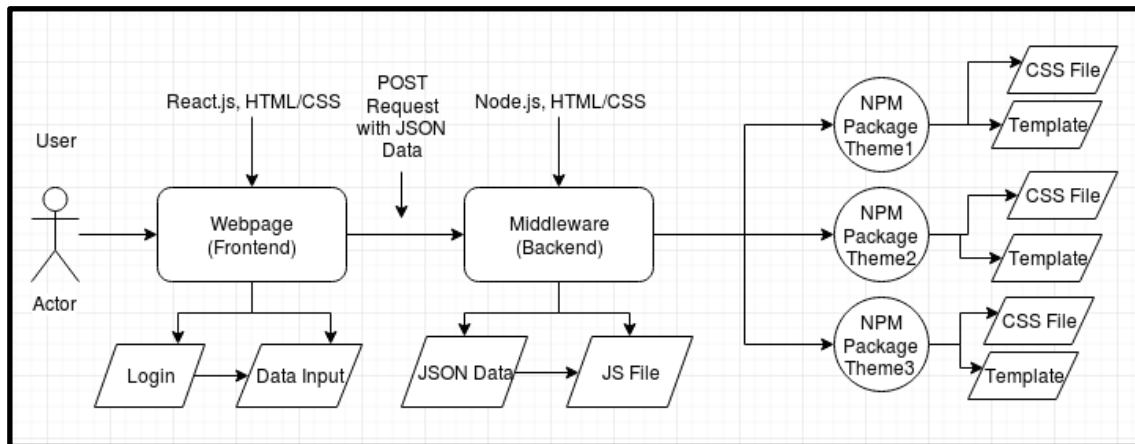 User
Actor
React.js, HTML/CSS
Webpage
(Frontend)
Login
Data Input
POST
Request
with JSON
Data
Node.js, HTML/CSS
Middleware
(Backend)
JSON Data
JS File
NPM
Package
Theme1
CSS File
Template
NPM
Package
Theme2
CSS File
Template
NPM
Package
Theme3
CSS File
Template